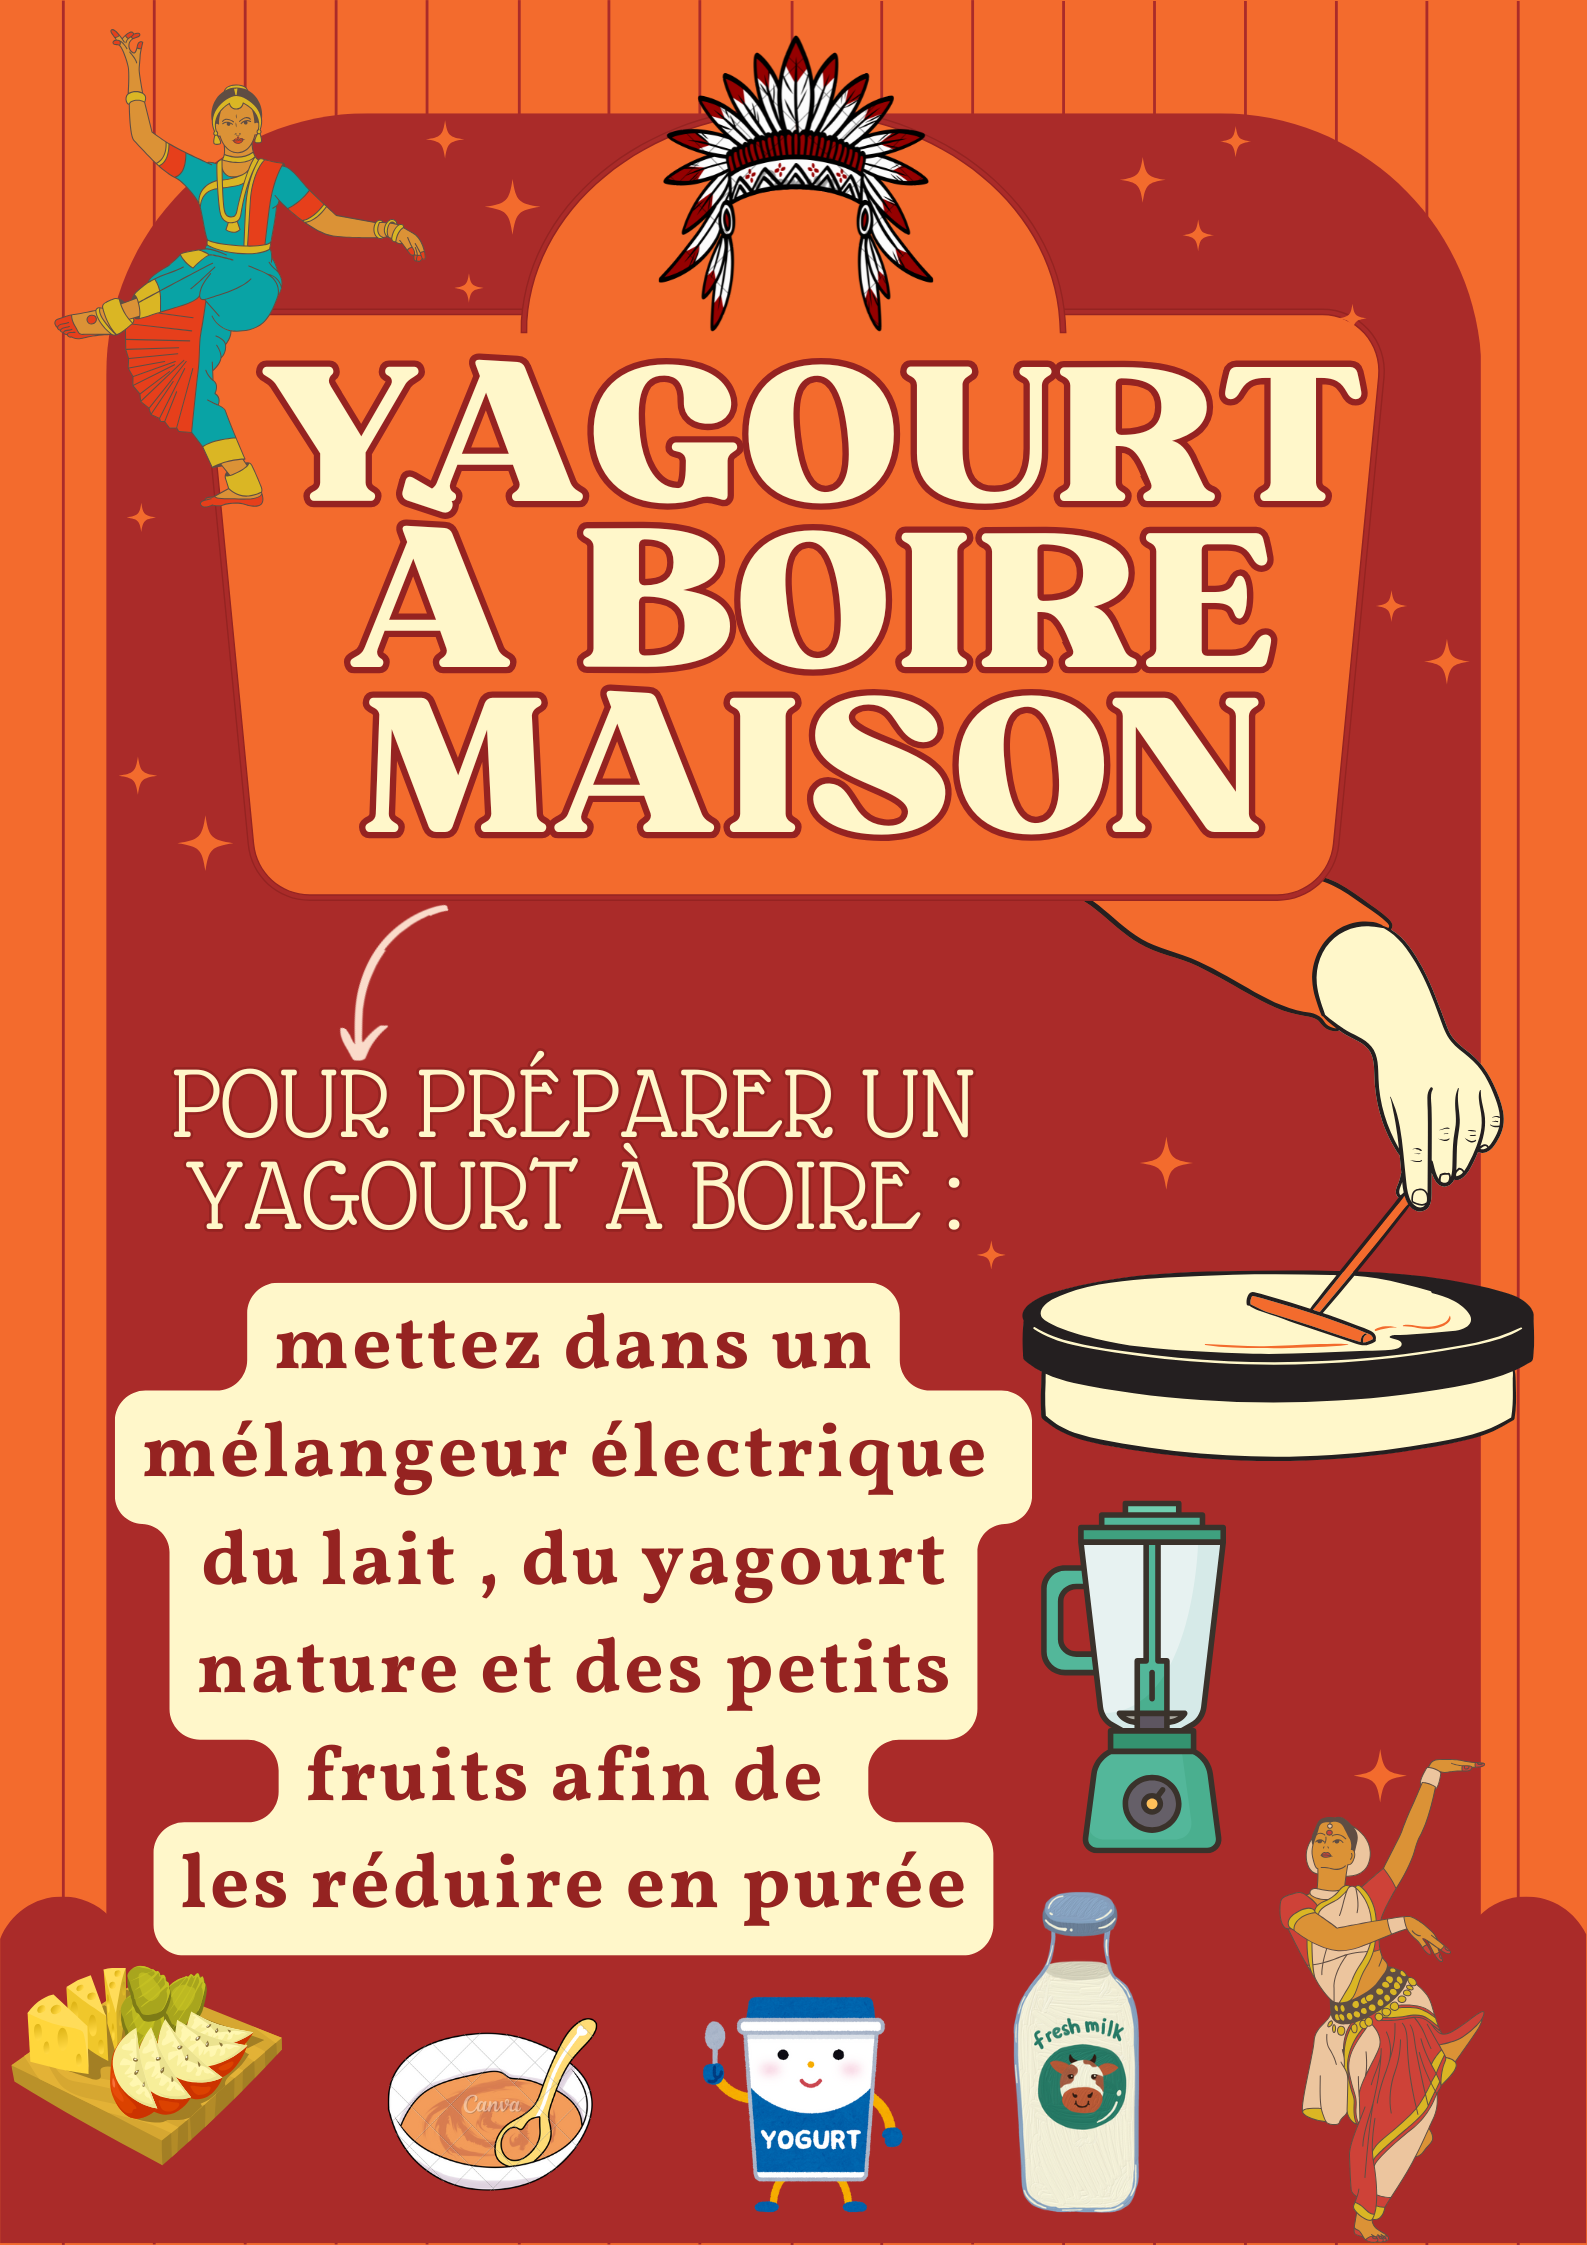 YAGOURT
À BOIRE
MAISON
POUR PRÉPARER UN
YAGOURT À BOIRE :
mettez dans un
mélangeur électrique
du lait , du yagourt
nature et des petits
fruits afin de
les réduire en purée
fresh milk
Canva
YOGURT